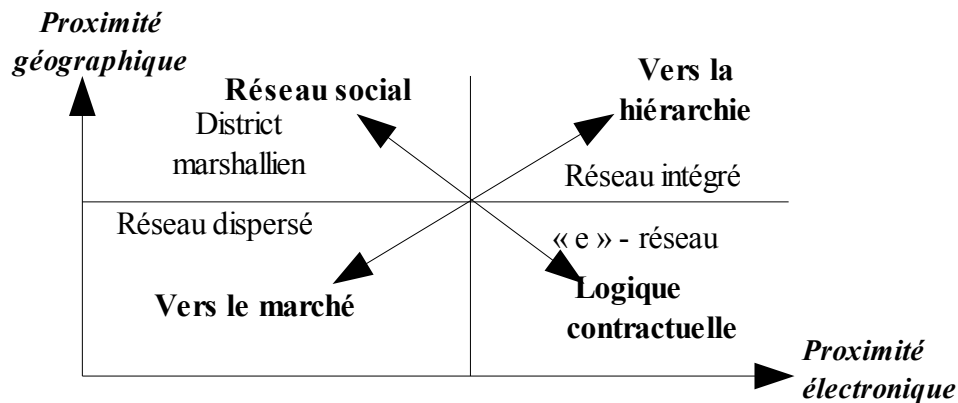 Proximité
géographique
Réseau social
District
marshallien
Vers la
hiérarchie
Réseau intégré
Réseau dispersé
Vers le marché
« e » - réseau
Logique
contractuelle
Proximité
électronique